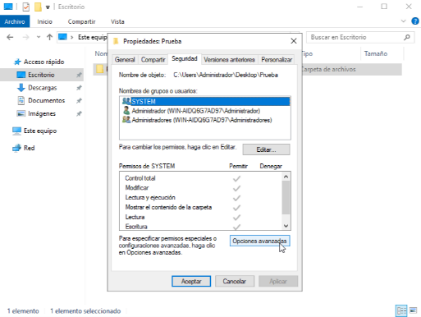 Escritorio
Archivo Inicio Compartir Vista
Este equip
Buscar en Escritorio
Propiedades: Prueba
Nom
Tipo Tamaño
Acceso rápido
Escritorio
Descargas
Documentos
Imágenes
Este equipo
Red
Carpeta de archivos
General Compartir Seguridad Versiones anteriores Personalizar
Nombre de objeto: C:\Users\Administrador\Desktop\Prueba
Nombres de grupos o usuarios:
SYSTEM
Administrador (WIN-AIDQ6G7AD97\Administrador)
Administradores (WIN-AIDQ6G7AD97\Administradores)
Para cambiar los permisos, haga clic en Editar.
Editar...
Permisos de SYSTEM Permitir Denegar
Control total
Modificar
Lectura y ejecución
Mostrar el contenido de la carpeta
Lectura
Escritura
Para especificar permisos especiales o
configuraciones avanzadas, haga clic
en Opciones avanzadas.
Opciones avanzadas
Aceptar Cancelar Aplicar
1 elemento 1 elemento seleccionado